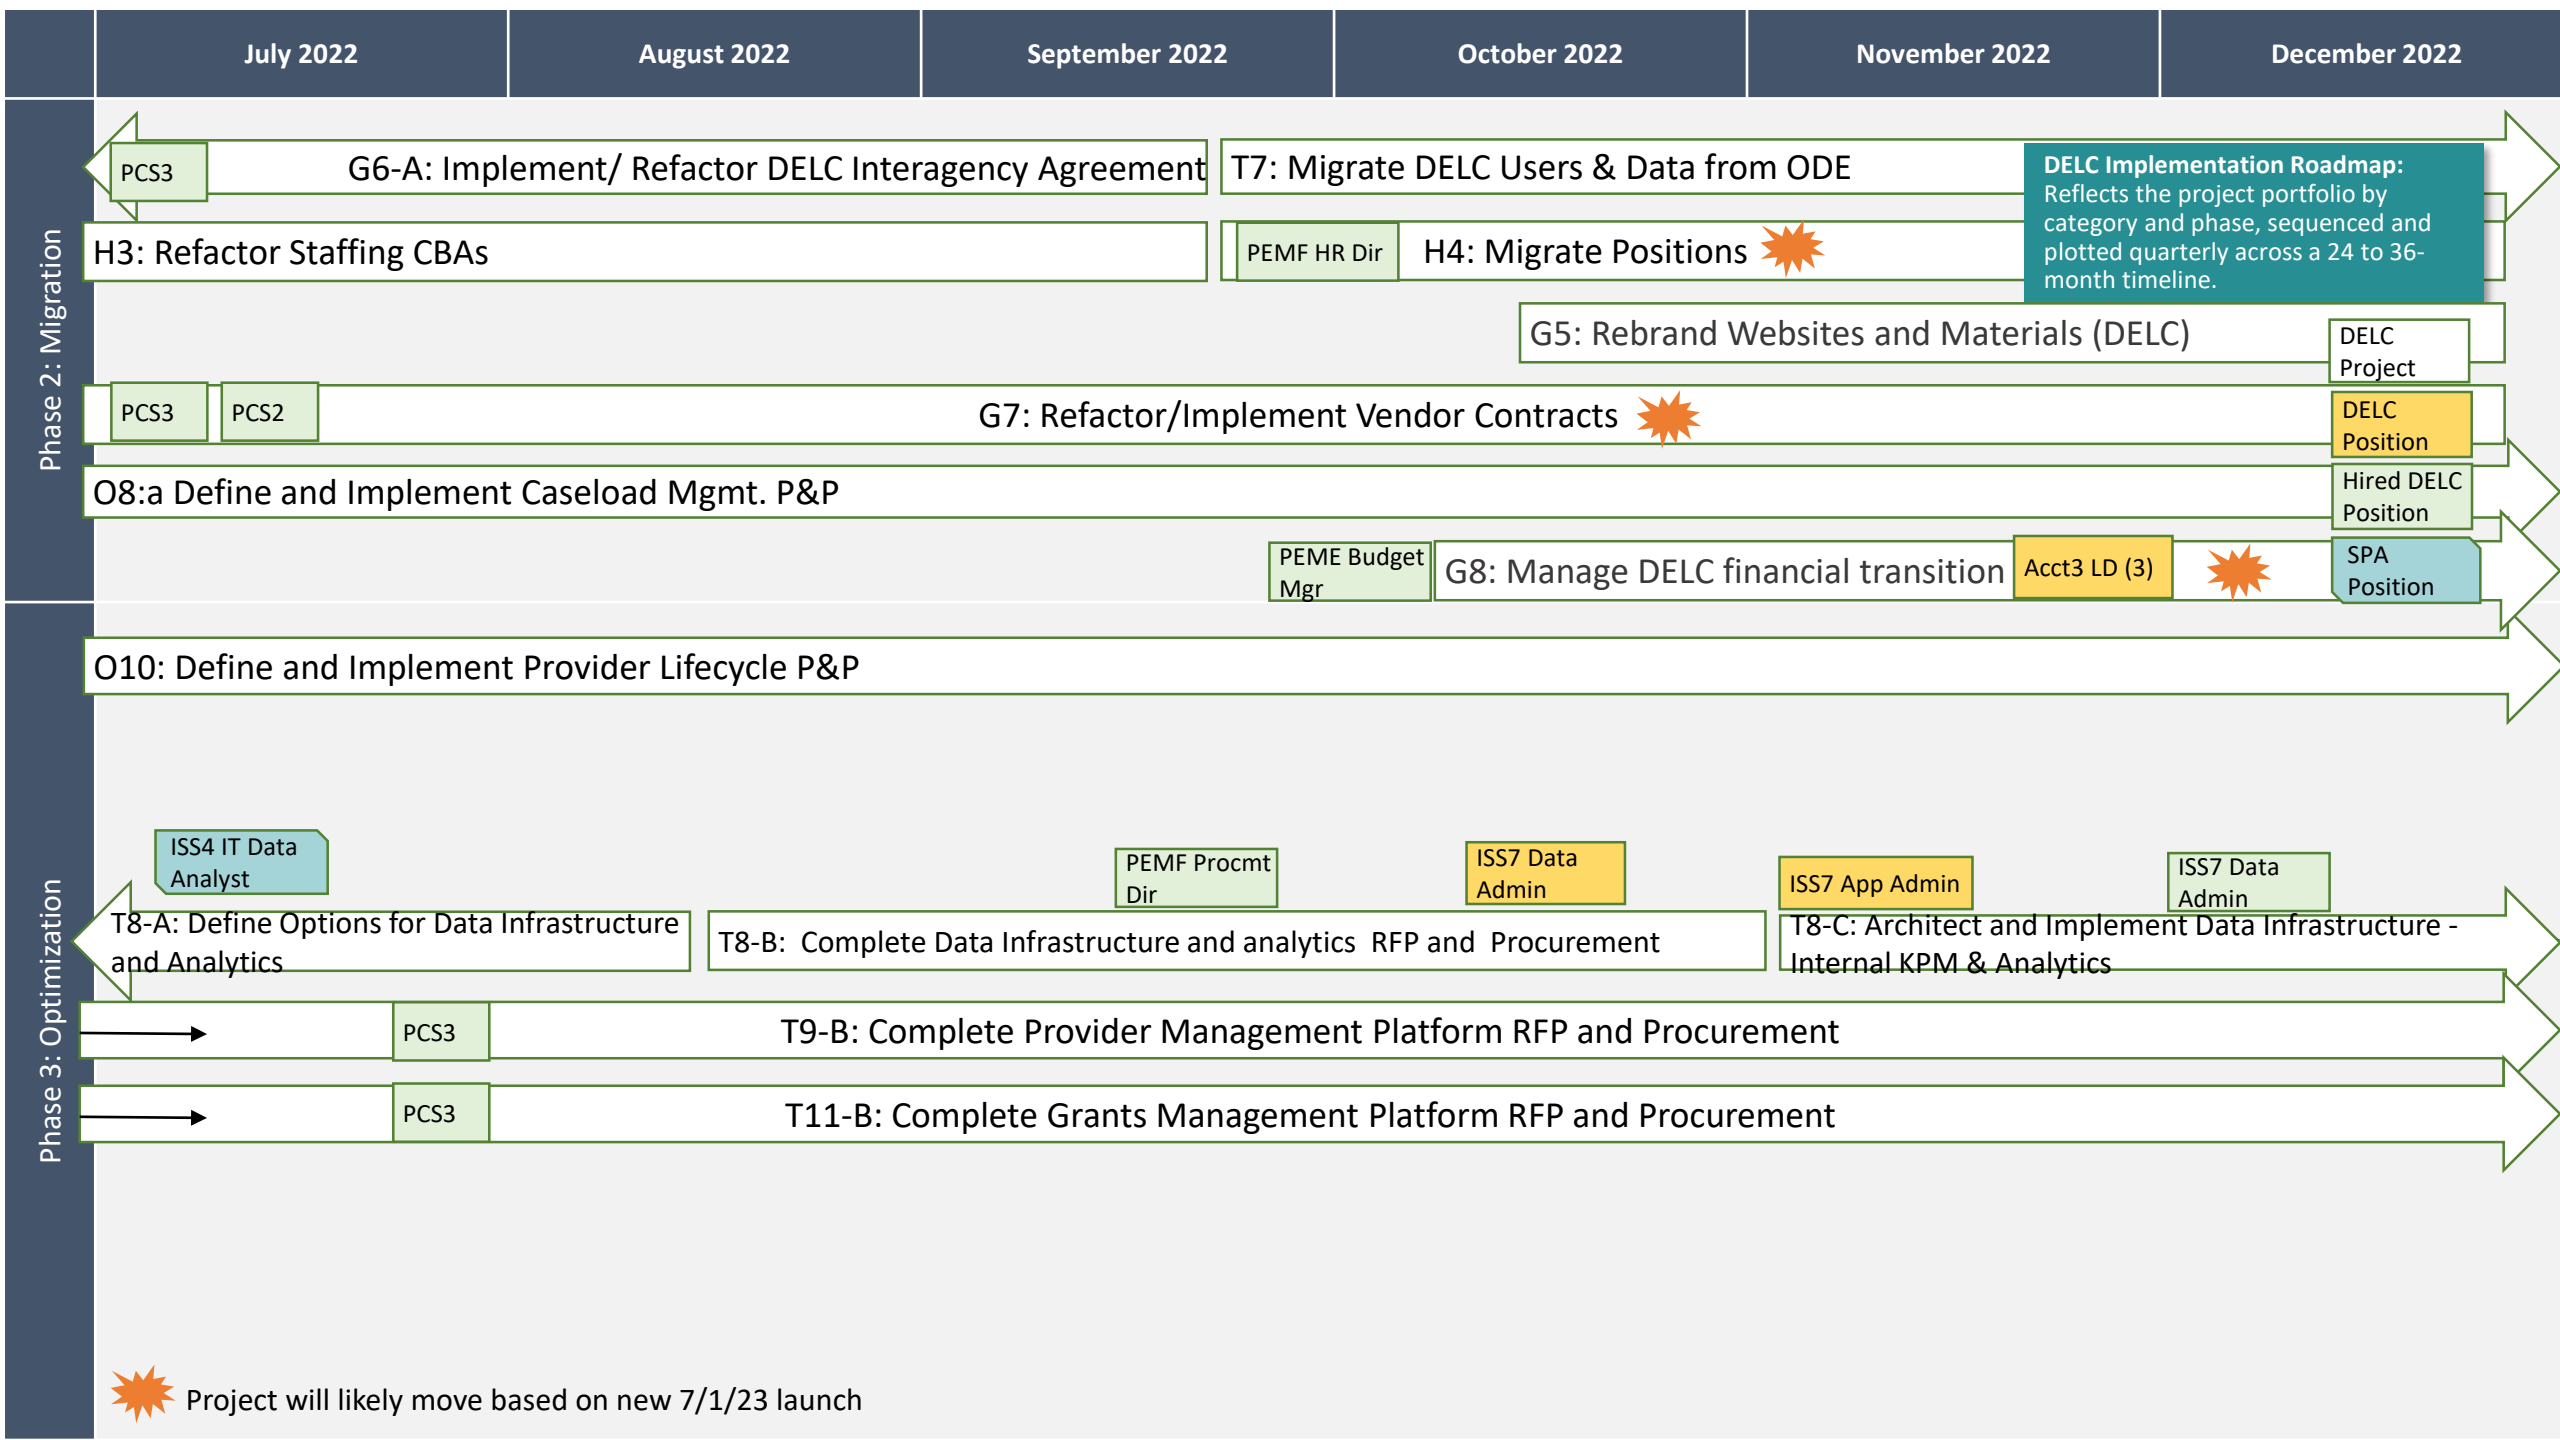 July 2022
August 2022
September 2022
October 2022
November 2022
December 2022
Phase 2: Migration
PCS3
G6-A: Implement/ Refactor DELC Interagency Agreement
T7: Migrate DELC Users & Data from ODE
DELC Implementation Roadmap:
Reflects the project portfolio by
category and phase, sequenced and
plotted quarterly across a 24 to 36-
month timeline.
H3: Refactor Staffing CBAs
PEMF HR Dir
H4: Migrate Positions
G5: Rebrand Websites and Materials (DELC)
DELC
Project
PCS3
PCS2
G7: Refactor/Implement Vendor Contracts
DELC
Position
O8:a Define and Implement Caseload Mgmt. P&P
Hired DELC
Position
PEME Budget
Mgr
G8: Manage DELC financial transition
Acct3 LD (3)
SPA
Position
O10: Define and Implement Provider Lifecycle P&P
Phase 3: Optimization
ISS4 IT Data
Analyst
PEMF Procmt
Dir
ISS7 Data
Admin
ISS7 App Admin
ISS7 Data
Admin
T8-A: Define Options for Data Infrastructure
and Analytics
T8-B:  Complete Data Infrastructure and analytics  RFP and  Procurement
T8-C: Architect and Implement Data Infrastructure -
Internal KPM & Analytics
PCS3
T9-B: Complete Provider Management Platform RFP and Procurement
PCS3
T11-B: Complete Grants Management Platform RFP and Procurement
Project will likely move based on new 7/1/23 launch